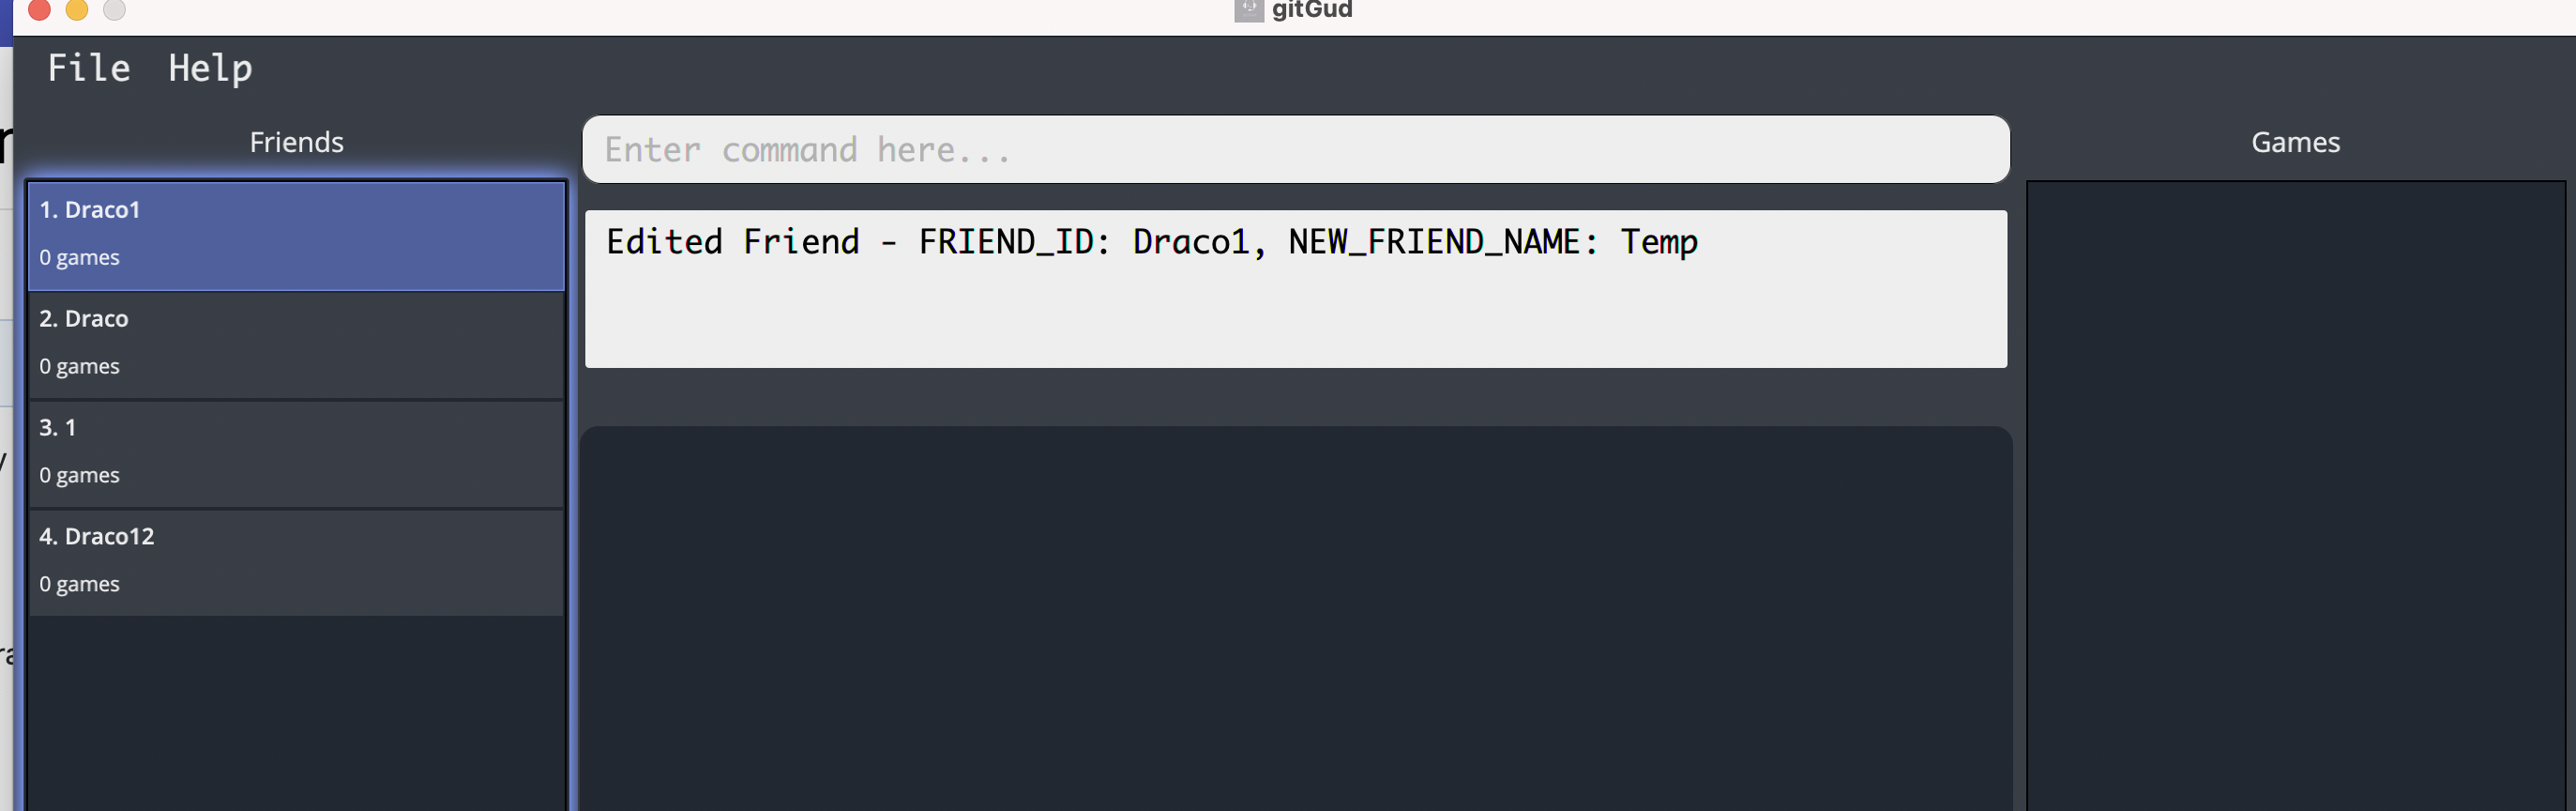 gitGud
File Help
Friends
1. Draco1
0 games
2. Draco
0 games
3. 1
0 games
4. Draco12
0 games
Enter command here...
Edited Friend - FRIEND_ID: Draco1, NEW_FRIEND_NAME: Temp
Games